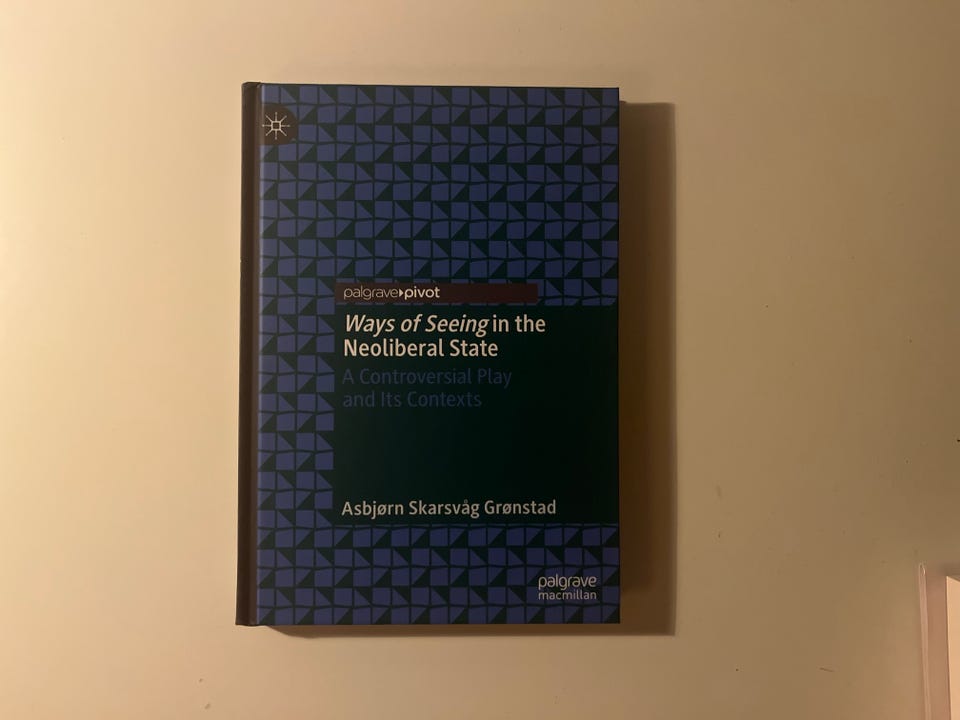 palgrave▸pivot
Ways of Seeing in the
Neoliberal State
A Controversial Play
and Its Contexts
Asbjørn Skarsvåg Grønstad
palgrave
macmillan